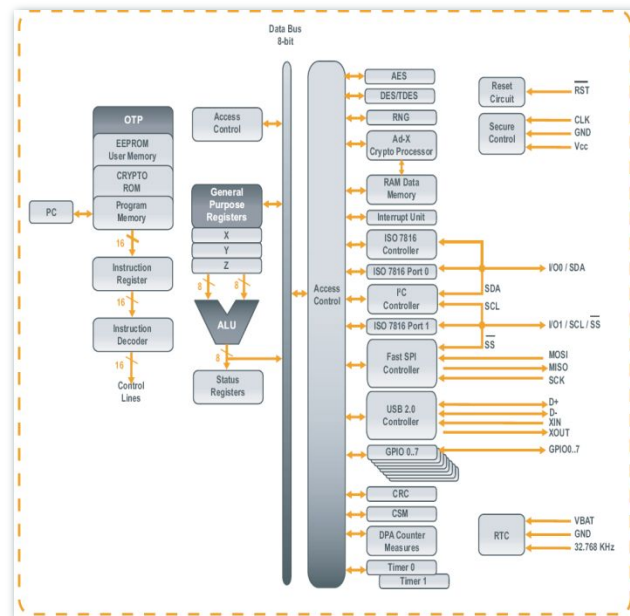 Data Bus
8-bit
OTP
EEPROM
User Memory
CRYPTO
ROM
Program
Memory
PC
16
Instruction
Register
16
Instruction
Decoder
16
Control
Lines
Access
Control
General
Purpose
Registers
X
Y
Z
8
8
ALU
8
Status
Registers
Access
Control
AES
DES/TDES
RNG
Ad-X
Crypto Processor
RAM Data
Memory
Interrupt Unit
ISO 7816
Controller
ISO 7816 Port 0
I²C
Controller
ISO 7816 Port 1
Fast SPI
Controller
USB 2.0
Controller
GPIO 0..7
CRC
CSM
DPA Counter
Measures
Timer 0
Timer 1
SDA
SCL
SS
Reset
Circuit
RST
Secure
Control
CLK
GND
Vcc
I/O0 / SDA
I/O1 / SCL / SS
MOSI
MISO
SCK
D+
D-
XIN
XOUT
GPIO0..7
RTC
VBAT
GND
32.768 KHz